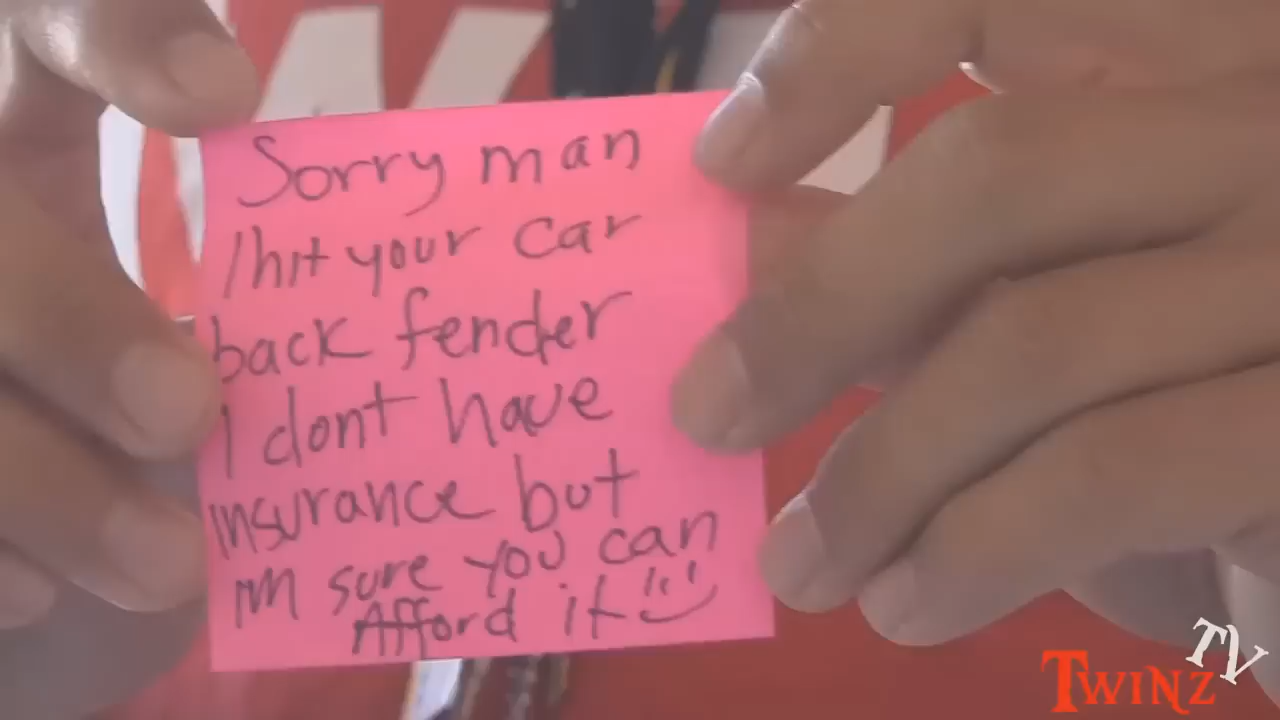 Sorry man
I hit your car
back fender
I dont have
insurance but
I'm sure you can
Afford it
TWINZ TV